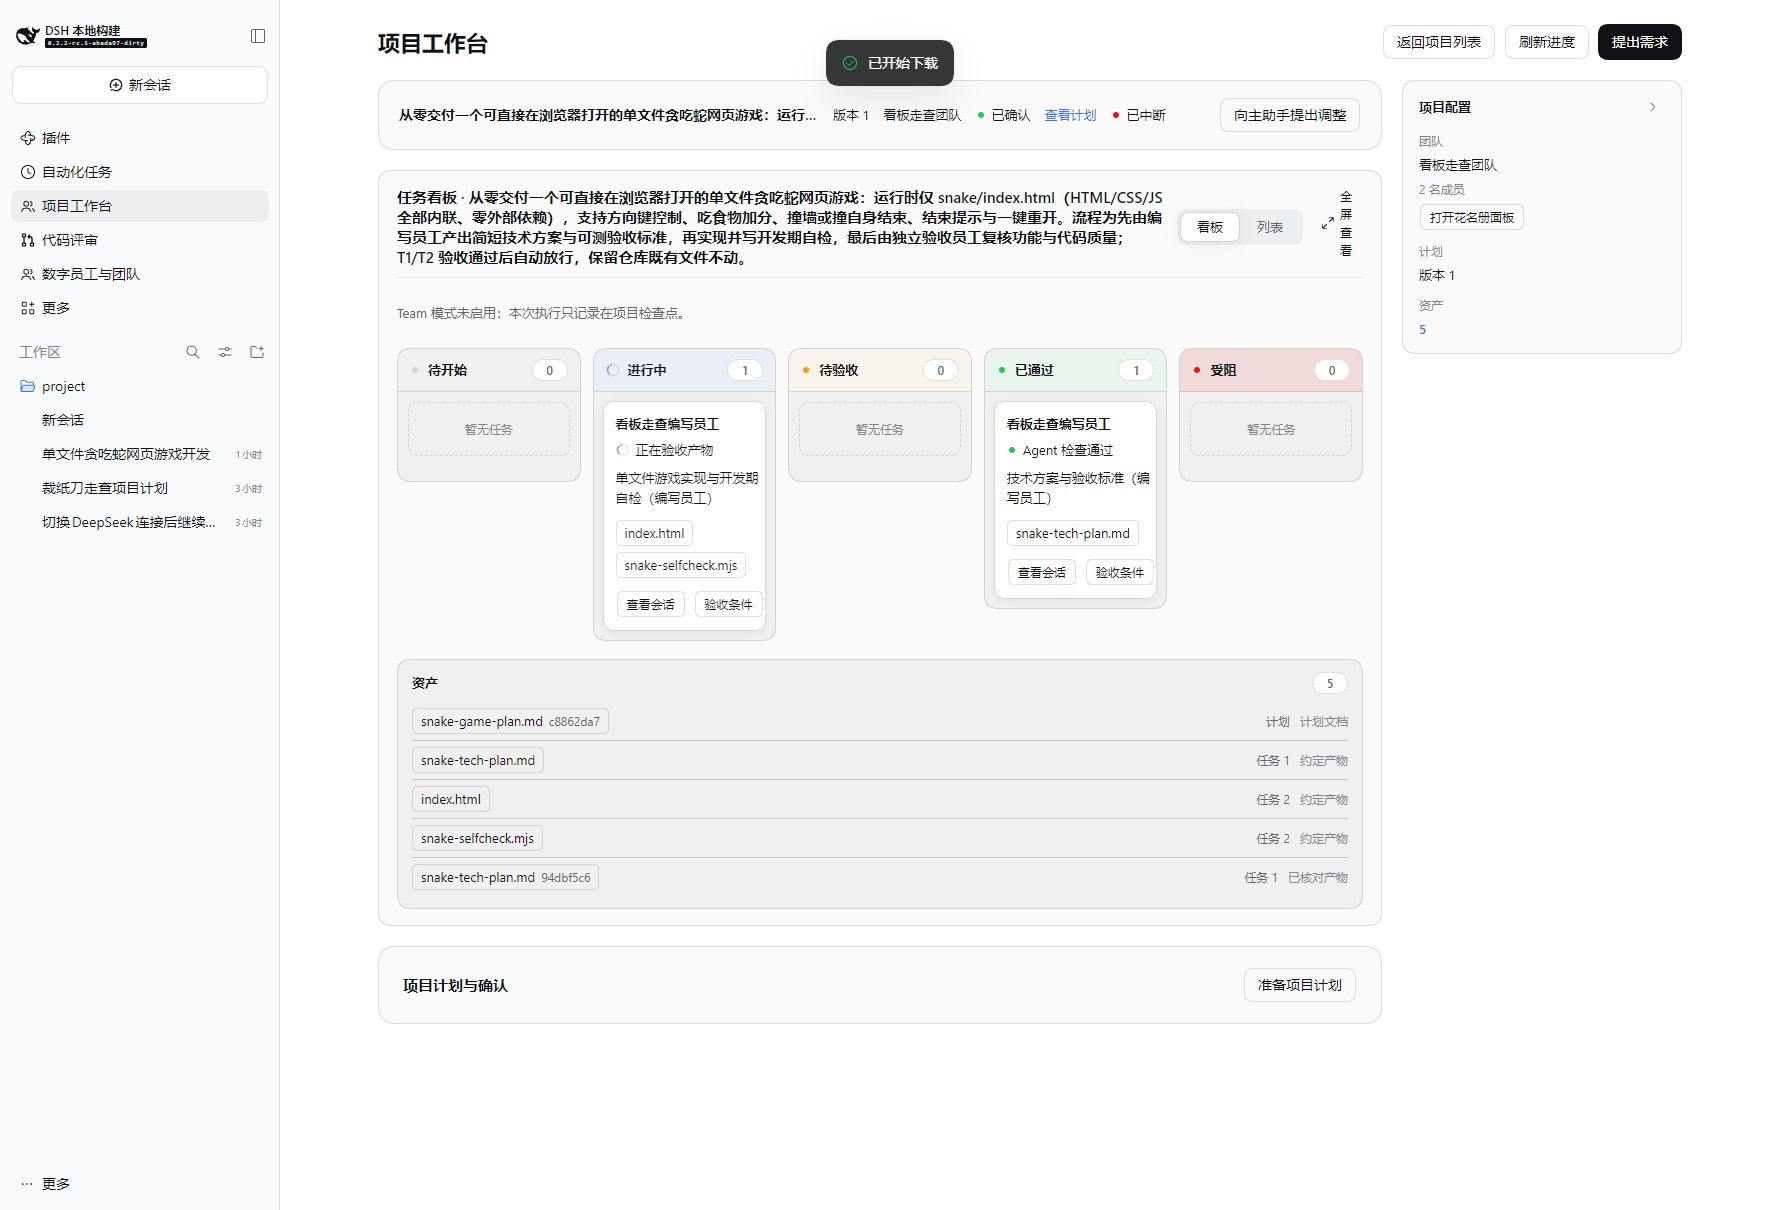 DSH 本地构建
0.3.2-rc.5-abada97-dirty
新会话
插件
自动化任务
项目工作台
代码评审
数字员工与团队
更多
工作区
project
新会话
单文件贪吃蛇网页游戏开发 1小时
裁纸刀走查项目计划 3小时
切换DeepSeek连接后继续... 3小时
... 更多
项目工作台
已开始下载
返回项目列表
刷新进度
提出需求
从零交付一个可直接在浏览器打开的单文件贪吃蛇网页游戏：运行... 版本 1 看板走查团队 已确认 查看计划 已中断
向主助手提出调整
任务看板 · 从零交付一个可直接在浏览器打开的单文件贪吃蛇网页游戏：运行时仅 snake/index.html（HTML/CSS/JS
全部内联、零外部依赖），支持方向键控制、吃食物加分、撞墙或撞自身结束、结束提示与一键重开。流程为先由编
写员工产出简短技术方案与可测验收标准，再实现并写开发期自检，最后由独立验收员工复核功能与代码质量；
T1/T2 验收通过后自动放行，保留仓库既有文件不动。
看板
列表
全
屏
查
看
Team 模式未启用：本次执行只记录在项目检查点。
待开始 0
暂无任务
进行中 1
看板走查编写员工
正在验收产物
单文件游戏实现与开发期
自检（编写员工）
index.html
snake-selfcheck.mjs
查看会话 验收条件
待验收 0
暂无任务
已通过 1
看板走查编写员工
Agent 检查通过
技术方案与验收标准（编
写员工）
snake-tech-plan.md
查看会话 验收条件
受阻 0
暂无任务
资产 5
snake-game-plan.md c8862da7 计划 计划文档
snake-tech-plan.md 任务 1 约定产物
index.html 任务 2 约定产物
snake-selfcheck.mjs 任务 2 约定产物
snake-tech-plan.md 94dbf5c6 任务 1 已核对产物
项目计划与确认
准备项目计划
项目配置
团队
看板走查团队
2 名成员
打开花名册面板
计划
版本 1
资产
5